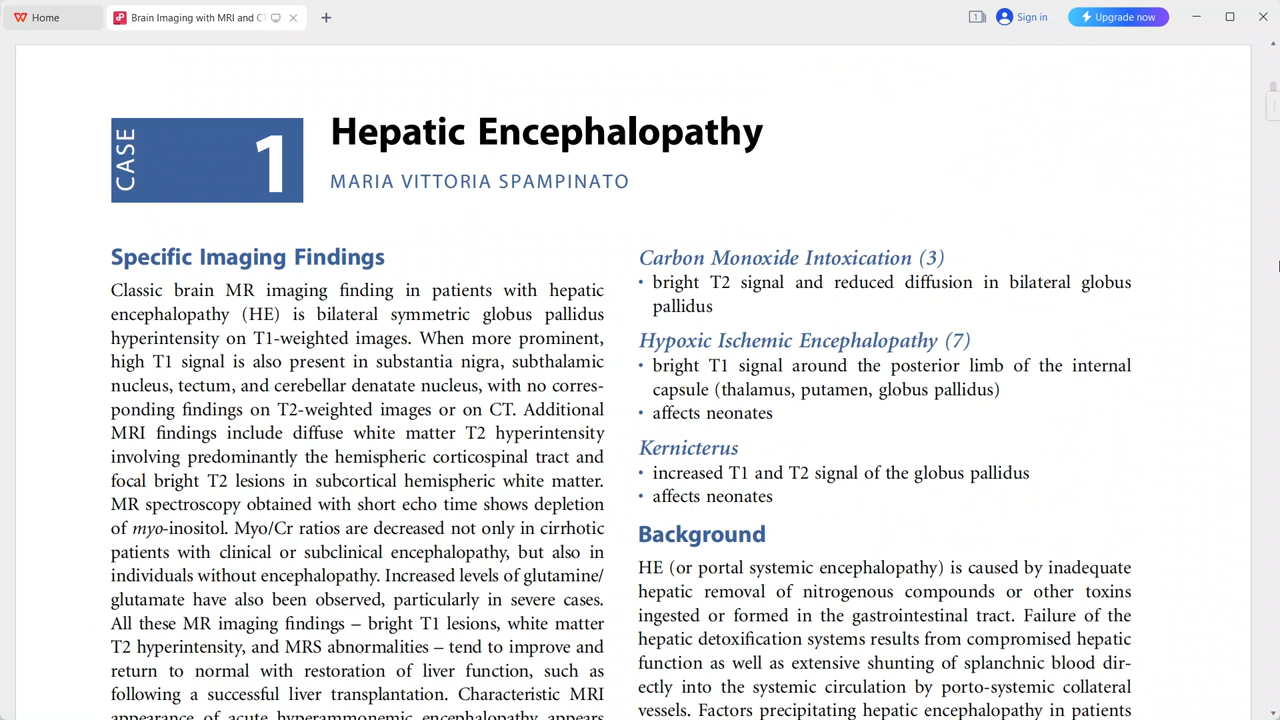 Home
Brain Imaging with MRI and C
1
Sign in
Upgrade now
CASE
1
Hepatic Encephalopathy
MARIA VITTORIA SPAMPINATO
Specific Imaging Findings
Classic brain MR imaging finding in patients with hepatic
encephalopathy (HE) is bilateral symmetric globus pallidus
hyperintensity on T1-weighted images. When more prominent,
high T1 signal is also present in substantia nigra, subthalamic
nucleus, tectum, and cerebellar denatate nucleus, with no corres-
ponding findings on T2-weighted images or on CT. Additional
MRI findings include diffuse white matter T2 hyperintensity
involving predominantly the hemispheric corticospinal tract and
focal bright T2 lesions in subcortical hemispheric white matter.
MR spectroscopy obtained with short echo time shows depletion
of myo-inositol. Myo/Cr ratios are decreased not only in cirrhotic
patients with clinical or subclinical encephalopathy, but also in
individuals without encephalopathy. Increased levels of glutamine/
glutamate have also been observed, particularly in severe cases.
All these MR imaging findings – bright T1 lesions, white matter
T2 hyperintensity, and MRS abnormalities – tend to improve and
return to normal with restoration of liver function, such as
following a successful liver transplantation. Characteristic MRI
appearance of acute hyperammonemic encephalopathy appears
Carbon Monoxide Intoxication (3)
• bright T2 signal and reduced diffusion in bilateral globus
pallidus
Hypoxic Ischemic Encephalopathy (7)
• bright T1 signal around the posterior limb of the internal
capsule (thalamus, putamen, globus pallidus)
• affects neonates
Kernicterus
• increased T1 and T2 signal of the globus pallidus
• affects neonates
Background
HE (or portal systemic encephalopathy) is caused by inadequate
hepatic removal of nitrogenous compounds or other toxins
ingested or formed in the gastrointestinal tract. Failure of the
hepatic detoxification systems results from compromised hepatic
function as well as extensive shunting of splanchnic blood dir-
ectly into the systemic circulation by porto-systemic collateral
vessels. Factors precipitating hepatic encephalopathy in patients